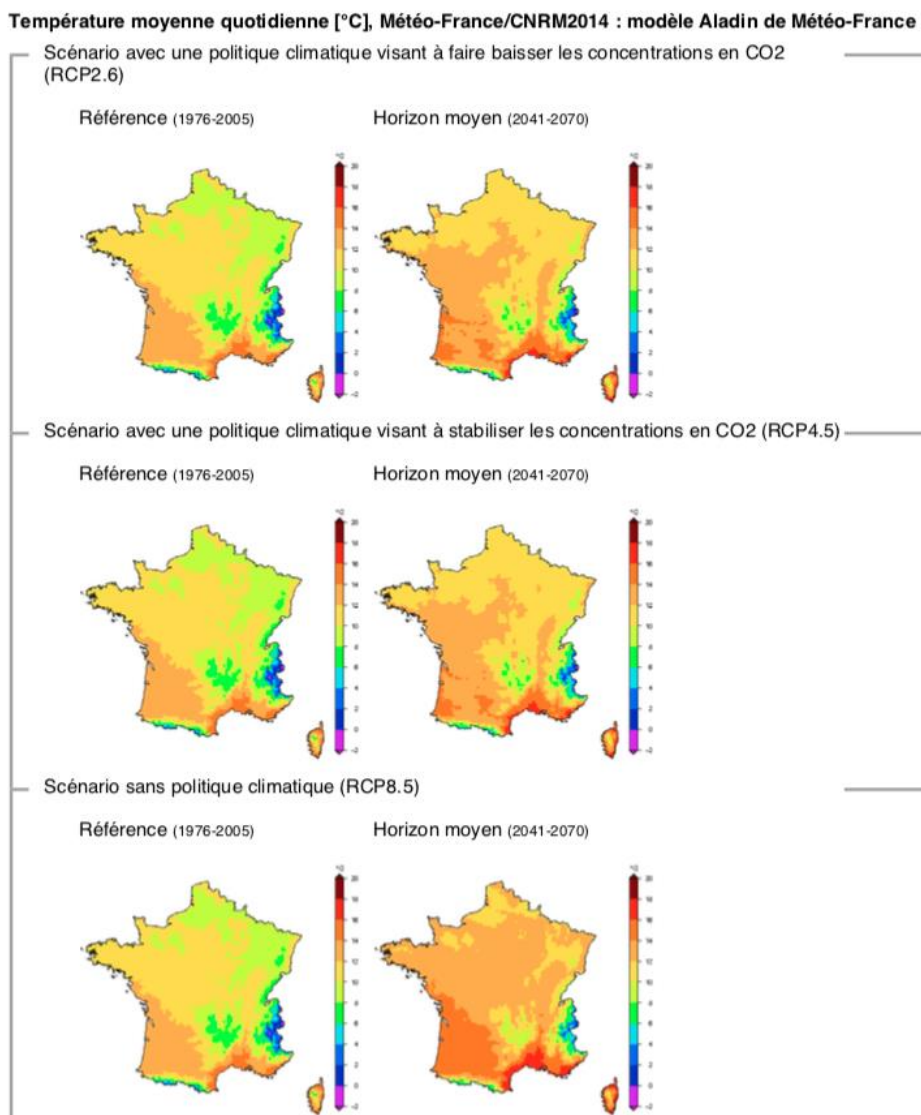 Température moyenne quotidienne [°C], Météo-France/CNRM2014 : modèle Aladin de Météo-France
Scénario avec une politique climatique visant à faire baisser les concentrations en CO2
(RCP2.6)
Référence (1976-2005)
Horizon moyen (2041-2070)
Scénario avec une politique climatique visant à stabiliser les concentrations en CO2 (RCP4.5)
Référence (1976-2005)
Horizon moyen (2041-2070)
Scénario sans politique climatique (RCP8.5)
Référence (1976-2005)
Horizon moyen (2041-2070)